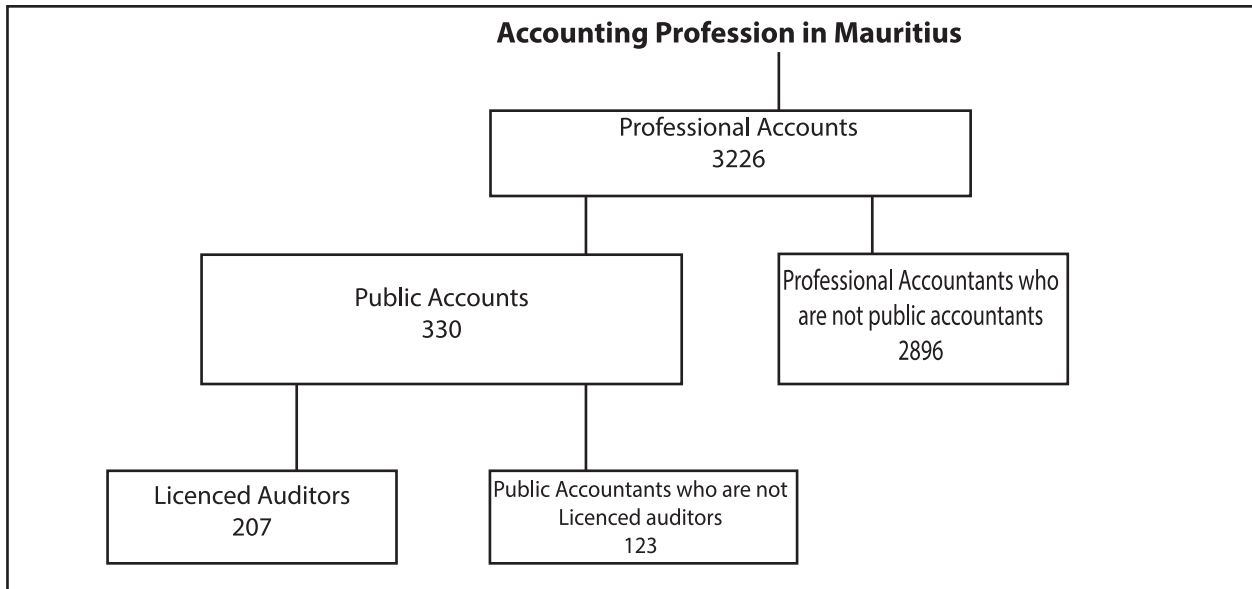 Accounting Profession in Mauritius
Professional Accounts
3226
Public Accounts
330
Professional Accountants who
are not public accountants
2896
Licenced Auditors
207
Public Accountants who are not
Licenced auditors
123